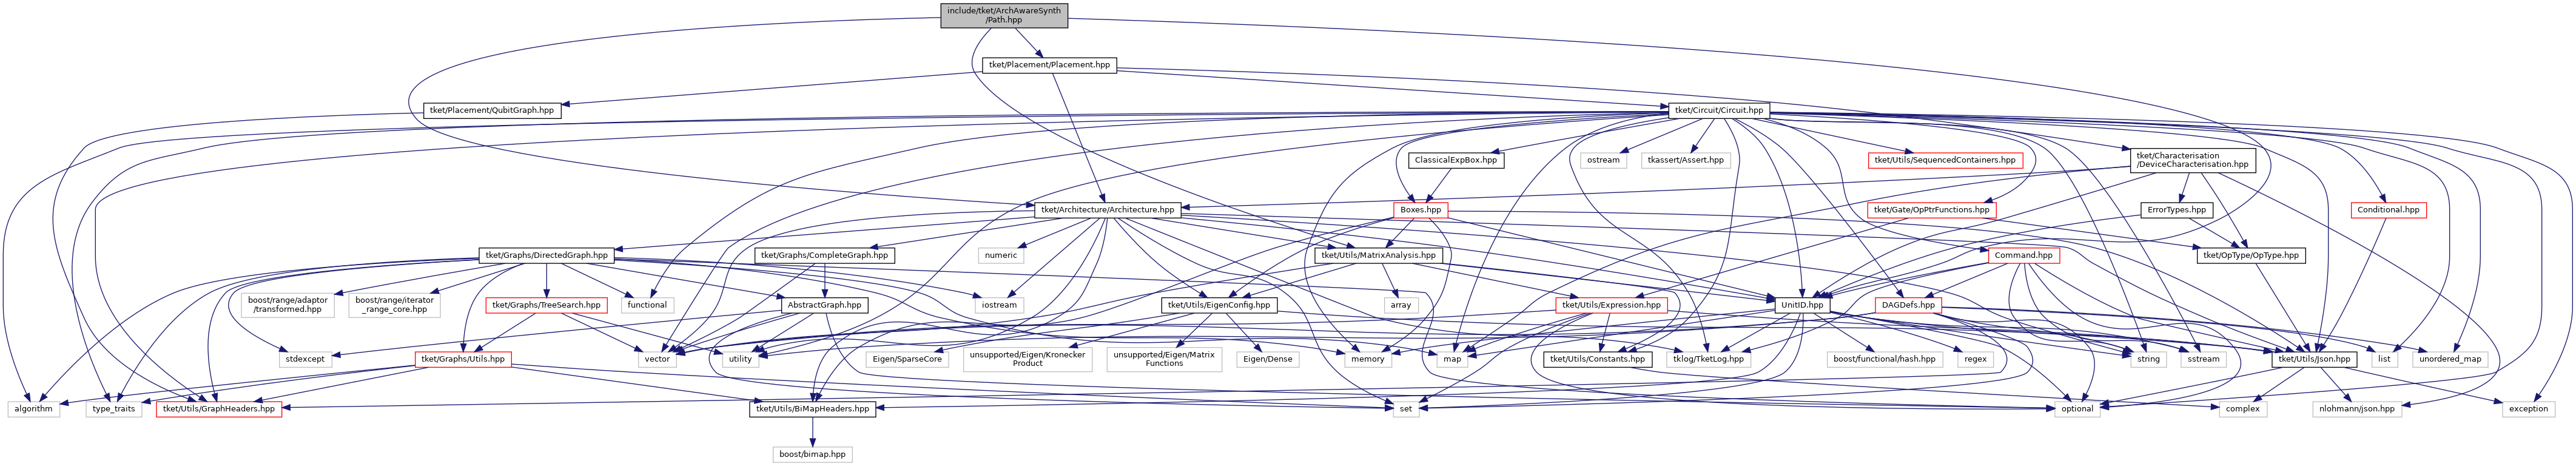 include/tket/ArchAwareSynth
/Path.hpp
tket/Placement/Placement.hpp
tket/Placement/QubitGraph.hpp
tket/Circuit/Circuit.hpp
ClassicalExpBox.hpp
ostream
tkassert/Assert.hpp
tket/Utils/SequencedContainers.hpp
tket/Characterisation
/DeviceCharacterisation.hpp
tket/Architecture/Architecture.hpp
Boxes.hpp
tket/Gate/OpPtrFunctions.hpp
ErrorTypes.hpp
Conditional.hpp
tket/Graphs/DirectedGraph.hpp
tket/Graphs/CompleteGraph.hpp
numeric
tket/Utils/MatrixAnalysis.hpp
Command.hpp
tket/OpType/OpType.hpp
boost/range/adaptor
/transformed.hpp
boost/range/iterator
_range_core.hpp
tket/Graphs/TreeSearch.hpp
functional
AbstractGraph.hpp
iostream
tket/Utils/EigenConfig.hpp
array
tket/Utils/Expression.hpp
UnitID.hpp
DAGDefs.hpp
stdexcept
tket/Graphs/Utils.hpp
vector
utility
Eigen/SparseCore
unsupported/Eigen/Kronecker
Product
unsupported/Eigen/Matrix
Functions
Eigen/Dense
memory
map
tket/Utils/Constants.hpp
tklog/TketLog.hpp
boost/functional/hash.hpp
regex
string
sstream
tket/Utils/Json.hpp
list
unordered_map
algorithm
type_traits
tket/Utils/GraphHeaders.hpp
tket/Utils/BiMapHeaders.hpp
set
optional
complex
nlohmann/json.hpp
exception
boost/bimap.hpp